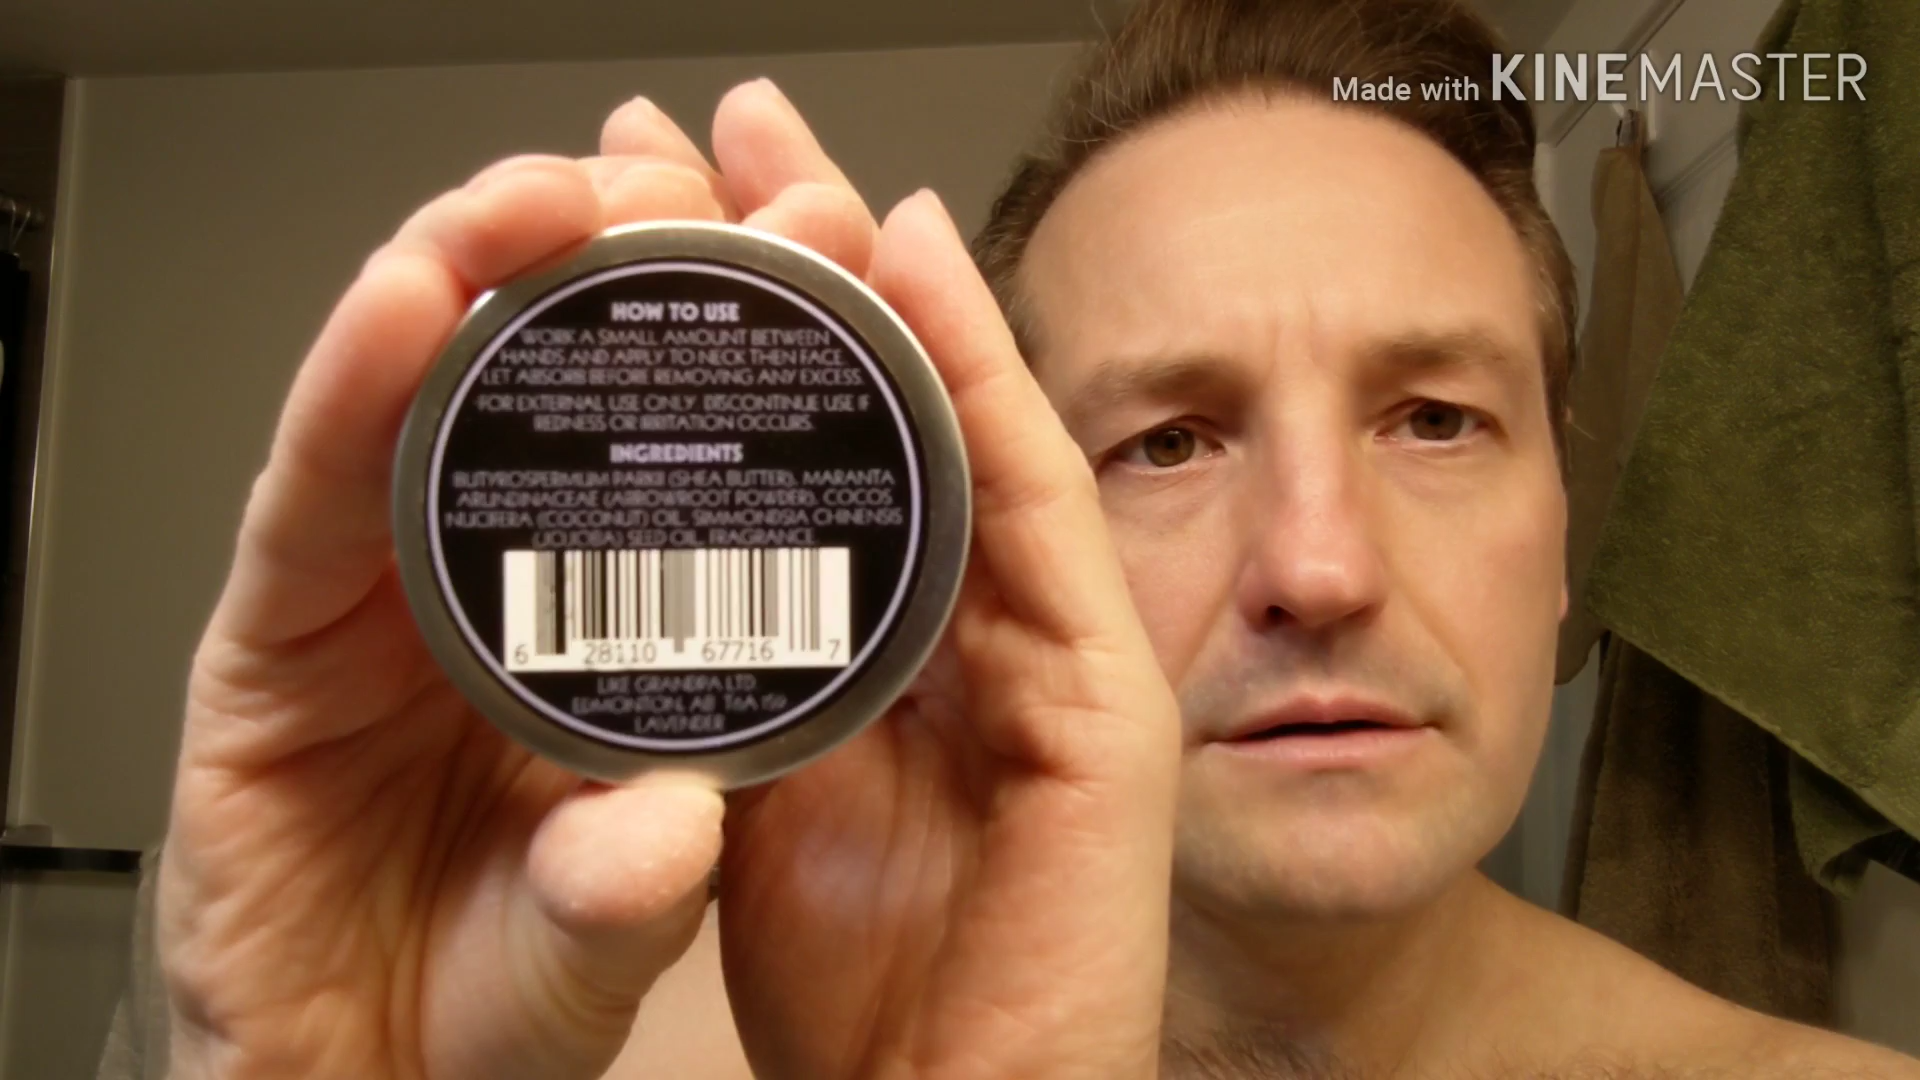 Made with KINEMASTER
HOW TO USE
WORK A SMALL AMOUNT BETWEEN
HANDS AND APPLY TO NECK THEN FACE.
LET ABSORB BEFORE REMOVING ANY EXCESS.
FOR EXTERNAL USE ONLY. DISCONTINUE USE IF
REDNESS OR IRRITATION OCCURS.
INGREDIENTS
BUTYROSPERMUM PARKII (SHEA BUTTER), MARANTA
ARUNDINACEAE (ARROWROOT POWDER), COCOS
NUCIFERA (COCONUT) OIL, SIMMONDSIA CHINENSIS
(JOJOBA) SEED OIL, FRAGRANCE
6 28110 67716 7
LIKE GRANDPA LTD.
EDMONTON, AB T6A
LAVENDER